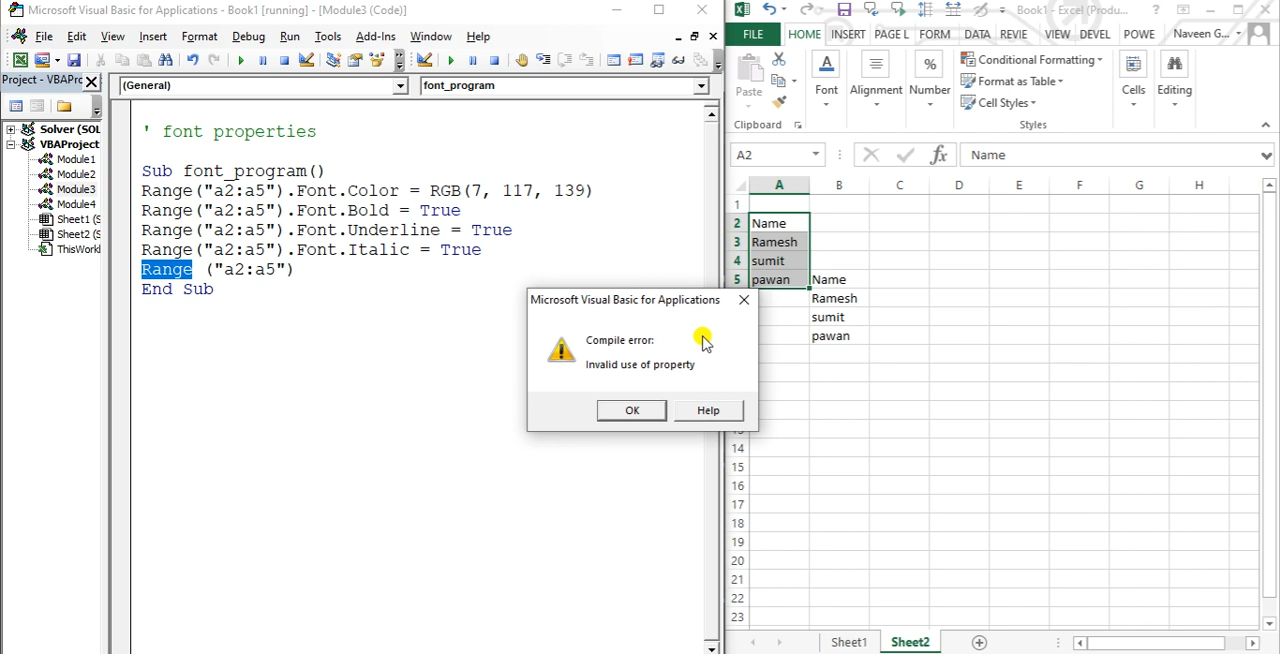 Microsoft Visual Basic for Applications - Book1 [running] - [Module3 (Code)]
File Edit View Insert Format Debug Run Tools Add-Ins Window Help
Project - VBAPro
(General)
font_program
Solver (SOL
VBAProject
Module1
Module2
Module3
Module4
Sheet1 (S
Sheet2 (S
ThisWorkl
' font properties
Sub font_program()
Range("a2:a5").Font.Color = RGB(7, 117, 139)
Range("a2:a5").Font.Bold = True
Range("a2:a5").Font.Underline = True
Range("a2:a5").Font.Italic = True
Range ("a2:a5")
End Sub
Microsoft Visual Basic for Applications
Compile error:
Invalid use of property
OK
Help
Book1 - Excel (Produ...
FILE HOME INSERT PAGE L FORM DATA REVIE VIEW DEVEL POWE Naveen G...
Paste
Font
Alignment
Number
Conditional Formatting
Format as Table
Cell Styles
Cells
Editing
Clipboard
Styles
A2
fx
Name
A B C D E F G H
1
2 Name
3 Ramesh
4 sumit
5 pawan Name
Ramesh
sumit
pawan
14
15
16
17
18
19
20
21
22
23
Sheet1 Sheet2